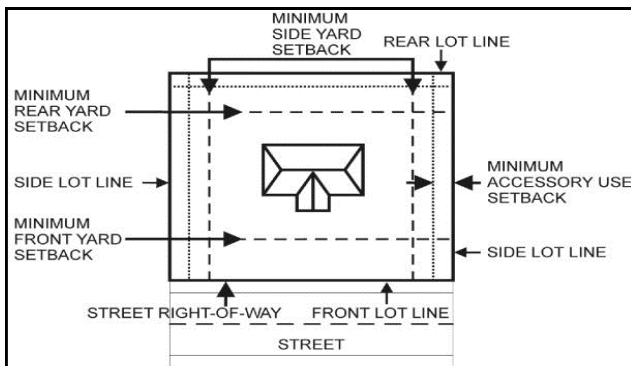 MINIMUM
SIDE YARD
SETBACK
REAR LOT LINE
MINIMUM
REAR YARD
SETBACK
SIDE LOT LINE
MINIMUM
ACCESSORY USE
SETBACK
MINIMUM
FRONT YARD
SETBACK
SIDE LOT LINE
STREET RIGHT-OF-WAY
FRONT LOT LINE
STREET